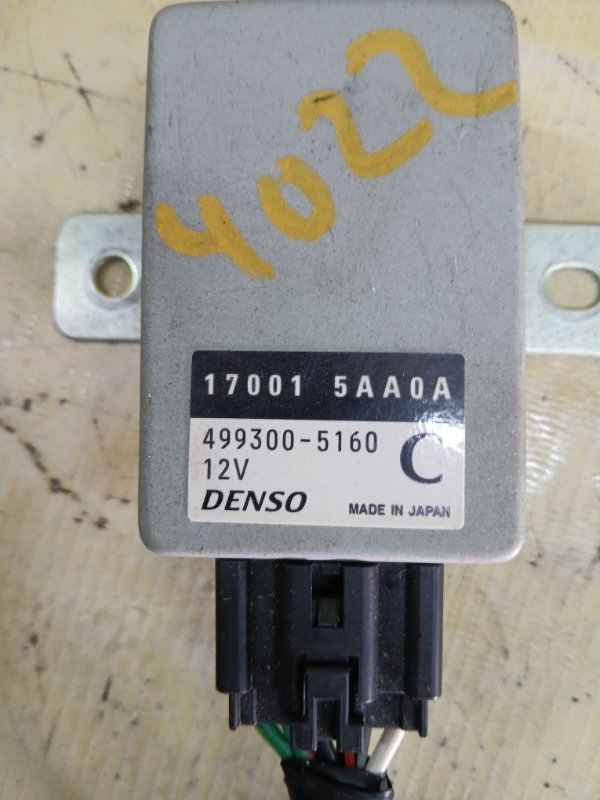 4022
17001 5AA0A
499300-5160
C
12V
DENSO
MADE IN JAPAN